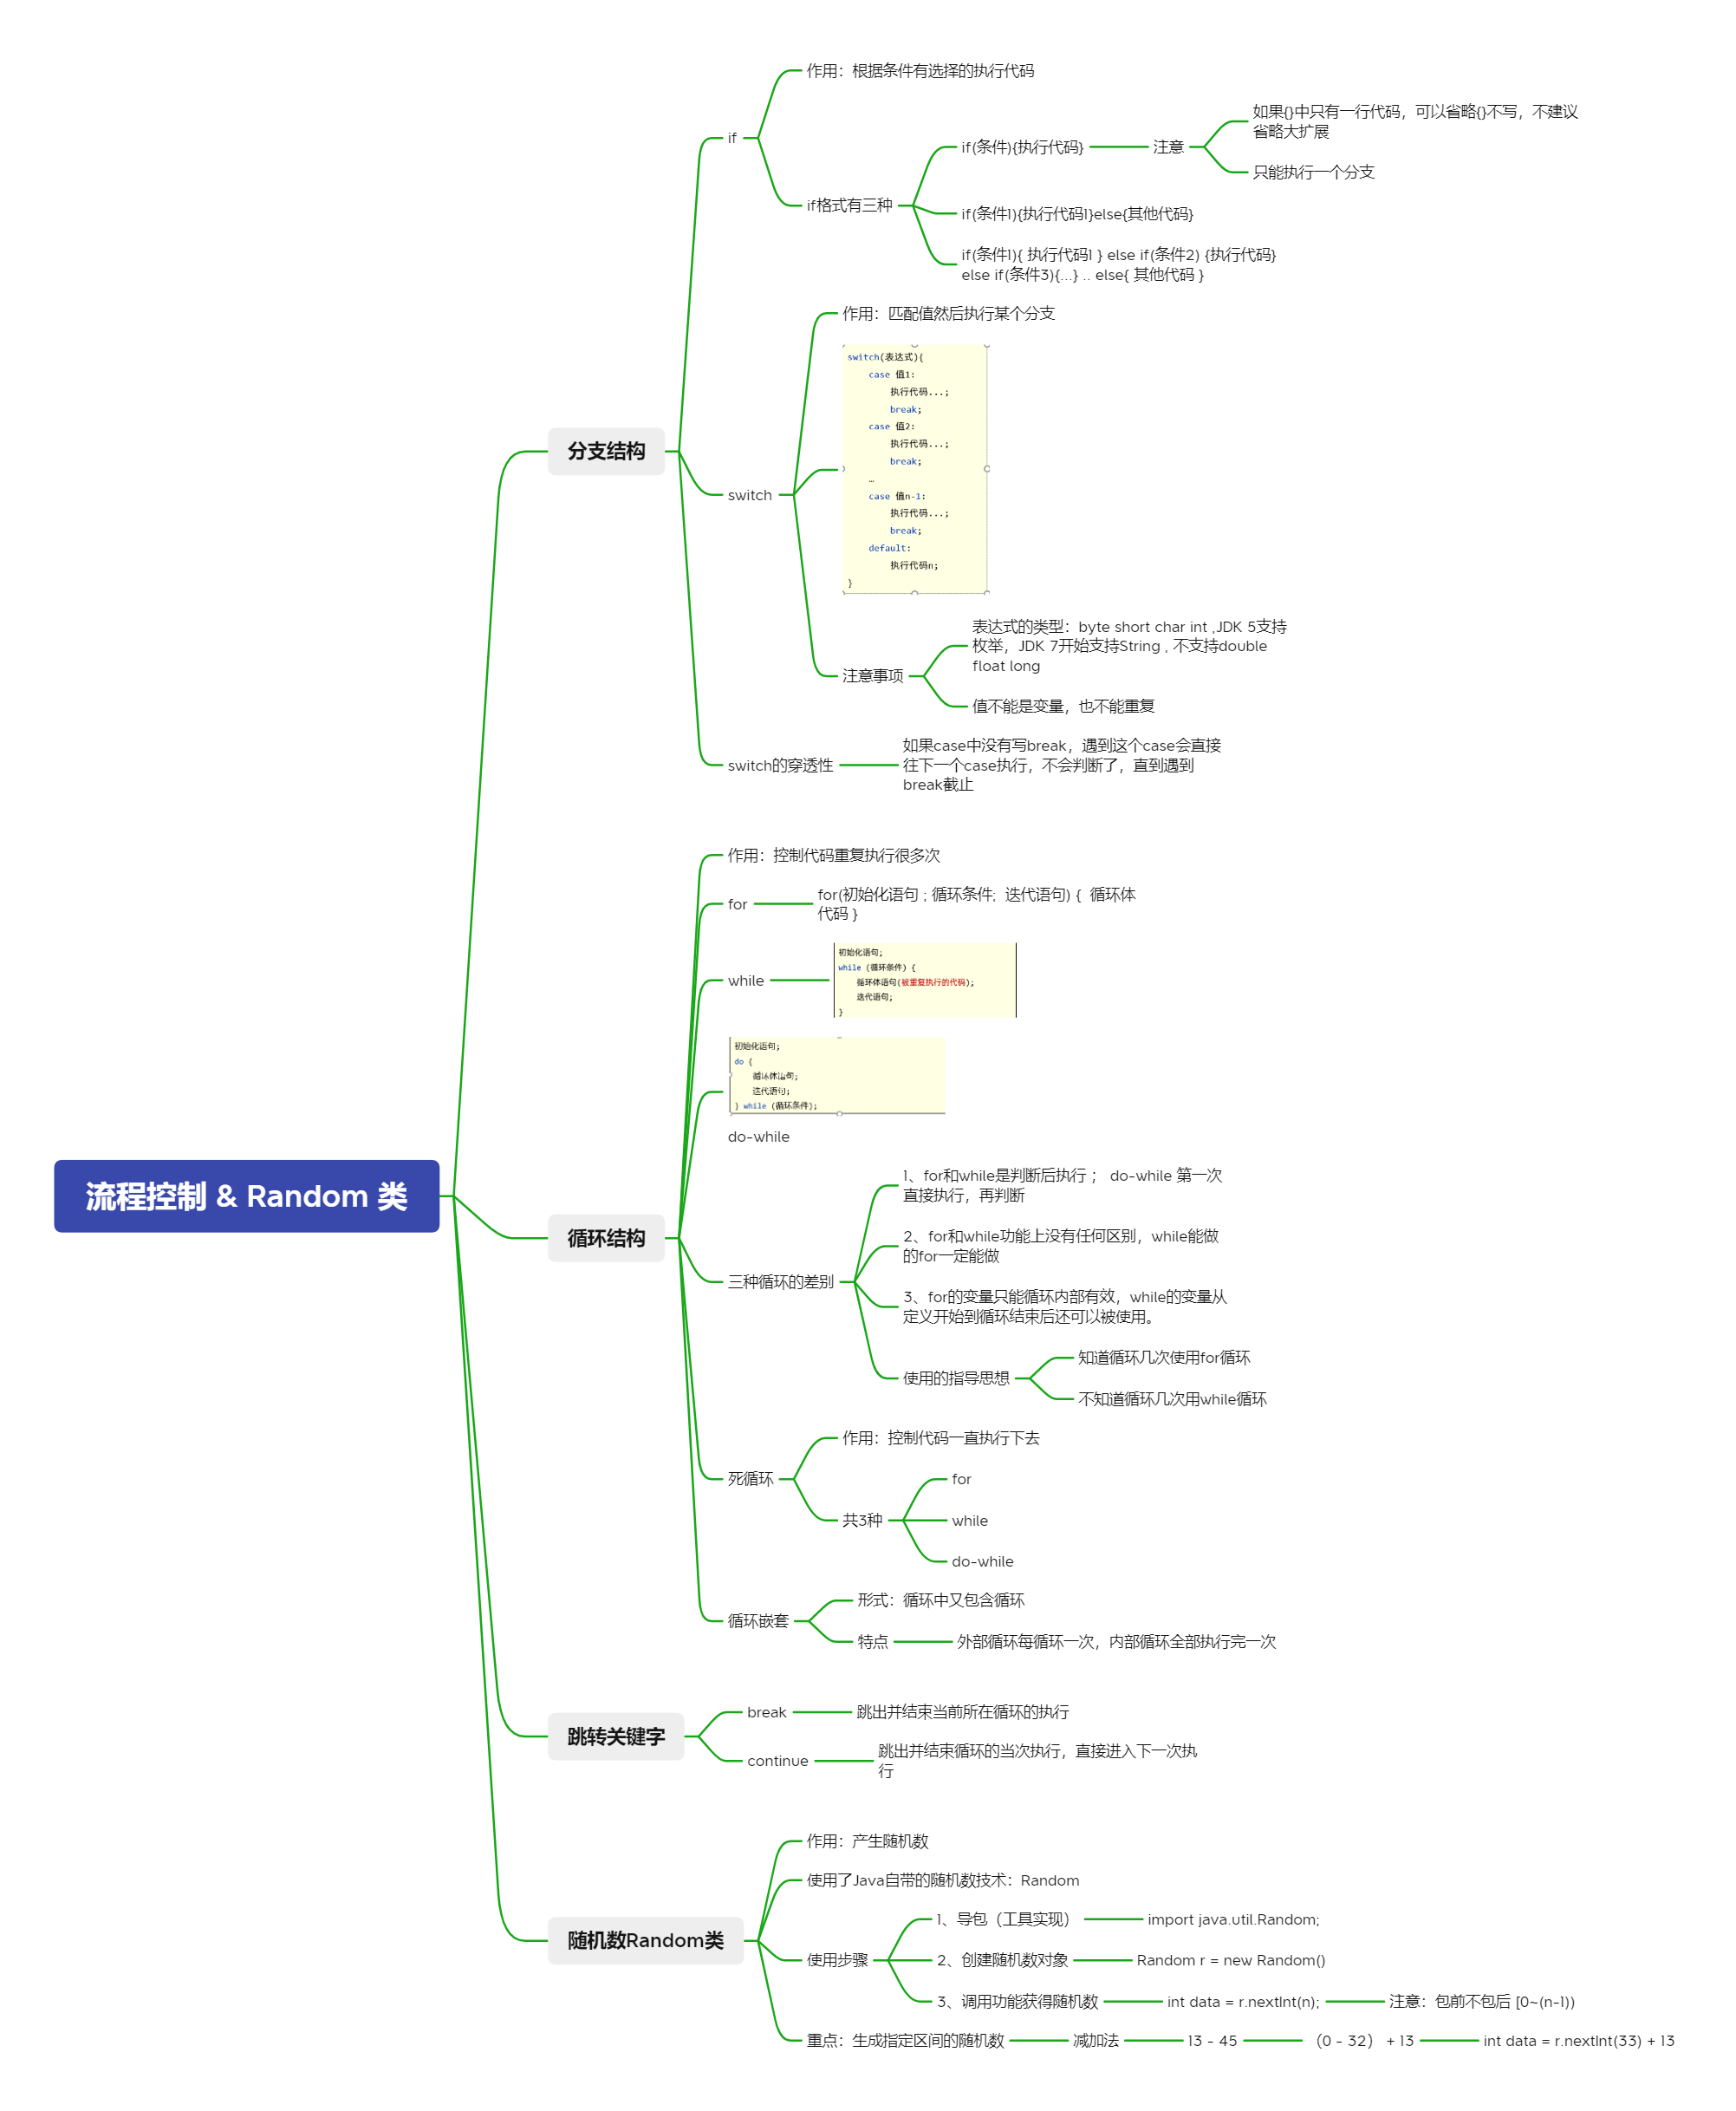 流程控制 & Random 类
分支结构
if
作用：根据条件有选择的执行代码
if格式有三种
if(条件){执行代码}
注意
如果{}中只有一行代码，可以省略{}不写，不建议
省略大扩展
只能执行一个分支
if(条件1){执行代码1}else{其他代码}
if(条件1){ 执行代码1 } else if(条件2) {执行代码}
else if(条件3){...} .. else{ 其他代码 }
switch
作用：匹配值然后执行某个分支
switch(表达式){
case 值1:
执行代码...;
break;
case 值2:
执行代码...;
break;
…
case 值n-1:
执行代码...;
break;
default:
执行代码n;
}
注意事项
表达式的类型：byte short char int ,JDK 5支持
枚举，JDK 7开始支持String , 不支持double
float long
值不能是变量，也不能重复
switch的穿透性
如果case中没有写break，遇到这个case会直接
往下一个case执行，不会判断了，直到遇到
break截止
循环结构
作用：控制代码重复执行很多次
for
for(初始化语句 ; 循环条件;  迭代语句) {  循环体
代码 }
while
初始化语句;
while (循环条件) {
循环体语句(被重复执行的代码);
迭代语句;
}
初始化语句;
do {
循环体语句;
迭代语句;
} while (循环条件);
do-while
三种循环的差别
1、for和while是判断后执行； do-while 第一次
直接执行，再判断
2、for和while功能上没有任何区别，while能做
的for一定能做
3、for的变量只能循环内部有效，while的变量从
定义开始到循环结束后还可以被使用。
使用的指导思想
知道循环几次使用for循环
不知道循环几次用while循环
死循环
作用：控制代码一直执行下去
共3种
for
while
do-while
循环嵌套
形式：循环中又包含循环
特点
外部循环每循环一次，内部循环全部执行完一次
跳转关键字
break
跳出并结束当前所在循环的执行
continue
跳出并结束循环的当次执行，直接进入下一次执
行
随机数Random类
作用：产生随机数
使用了Java自带的随机数技术：Random
使用步骤
1、导包（工具实现）
import java.util.Random;
2、创建随机数对象
Random r = new Random()
3、调用功能获得随机数
int data = r.nextInt(n);
注意：包前不包后 [0~(n-1))
重点：生成指定区间的随机数
减加法
13 - 45
（0 - 32） + 13
int data = r.nextInt(33) + 13